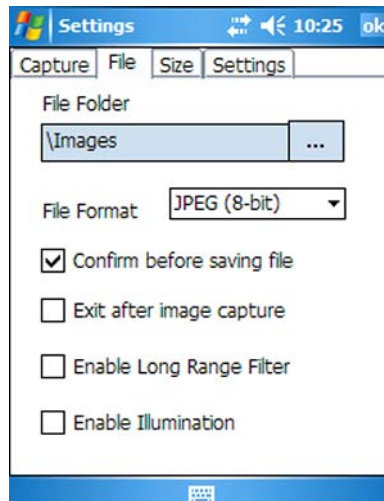 Settings 10:25 ok
Capture File Size Settings
File Folder
\Images ...
File Format JPEG (8-bit)
Confirm before saving file
Exit after image capture
Enable Long Range Filter
Enable Illumination